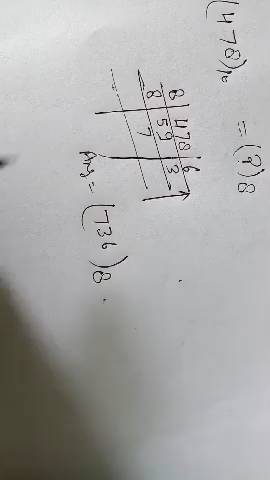 (478)10 = (?)8
8 478 6
8 59 3
7
Ans = (736)8.